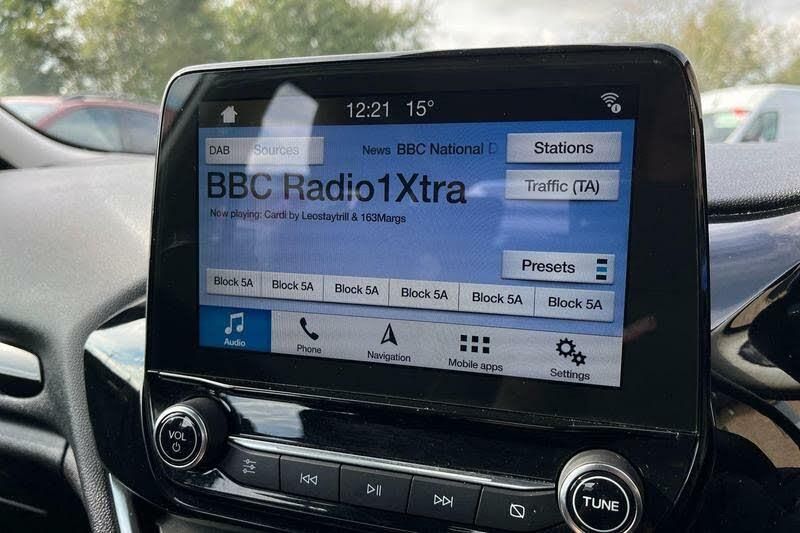 12:21 15°
DAB Sources News BBC National D Stations
BBC Radio1Xtra
Traffic (TA)
Now playing: Cardi by Leostaytrill & 163Margs
Presets
Block 5A Block 5A Block 5A Block 5A Block 5A Block 5A
Audio Phone Navigation Mobile apps Settings
VOL
TUNE